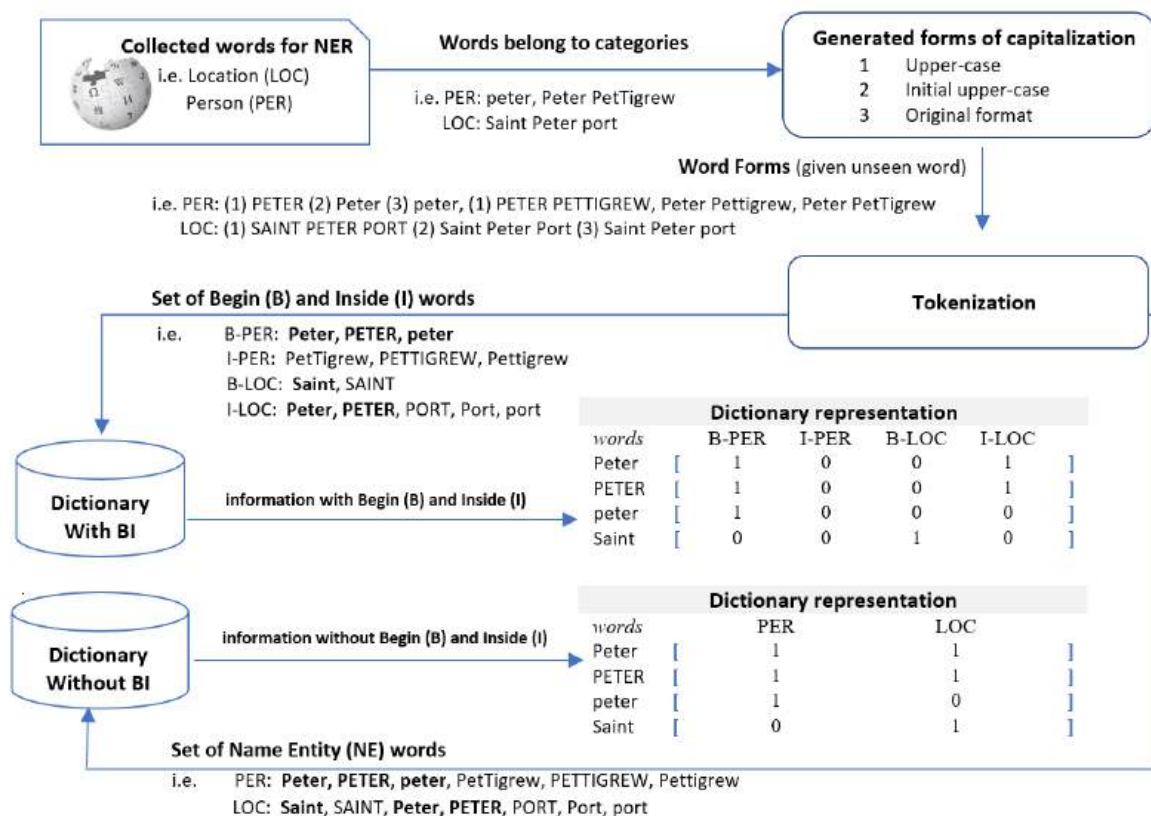 Collected words for NER
i.e. Location (LOC)
Person (PER)
Words belong to categories
i.e. PER: peter, Peter PetTigrew
LOC: Saint Peter port
Generated forms of capitalization
1 Upper-case
2 Initial upper-case
3 Original format
Word Forms (given unseen word)
i.e. PER: (1) PETER (2) Peter (3) peter, (1) PETER PETTIGREW, Peter Pettigrew, Peter PetTigrew
LOC: (1) SAINT PETER PORT (2) Saint Peter Port (3) Saint Peter port
Tokenization
Set of Begin (B) and Inside (I) words
i.e. B-PER: Peter, PETER, peter
I-PER: PetTigrew, PETTIGREW, Pettigrew
B-LOC: Saint, SAINT
I-LOC: Peter, PETER, PORT, Port, port
Dictionary
With BI
information with Begin (B) and Inside (I)
Dictionary representation
words B-PER I-PER B-LOC I-LOC
Peter [ 1 0 0 1 ]
PETER [ 1 0 0 1 ]
peter [ 1 0 0 0 ]
Saint [ 0 0 1 0 ]
Dictionary
Without BI
information without Begin (B) and Inside (I)
Dictionary representation
words PER LOC
Peter [ 1 1 ]
PETER [ 1 1 ]
peter [ 1 0 ]
Saint [ 0 1 ]
Set of Name Entity (NE) words
i.e. PER: Peter, PETER, peter, PetTigrew, PETTIGREW, Pettigrew
LOC: Saint, SAINT, Peter, PETER, PORT, Port, port